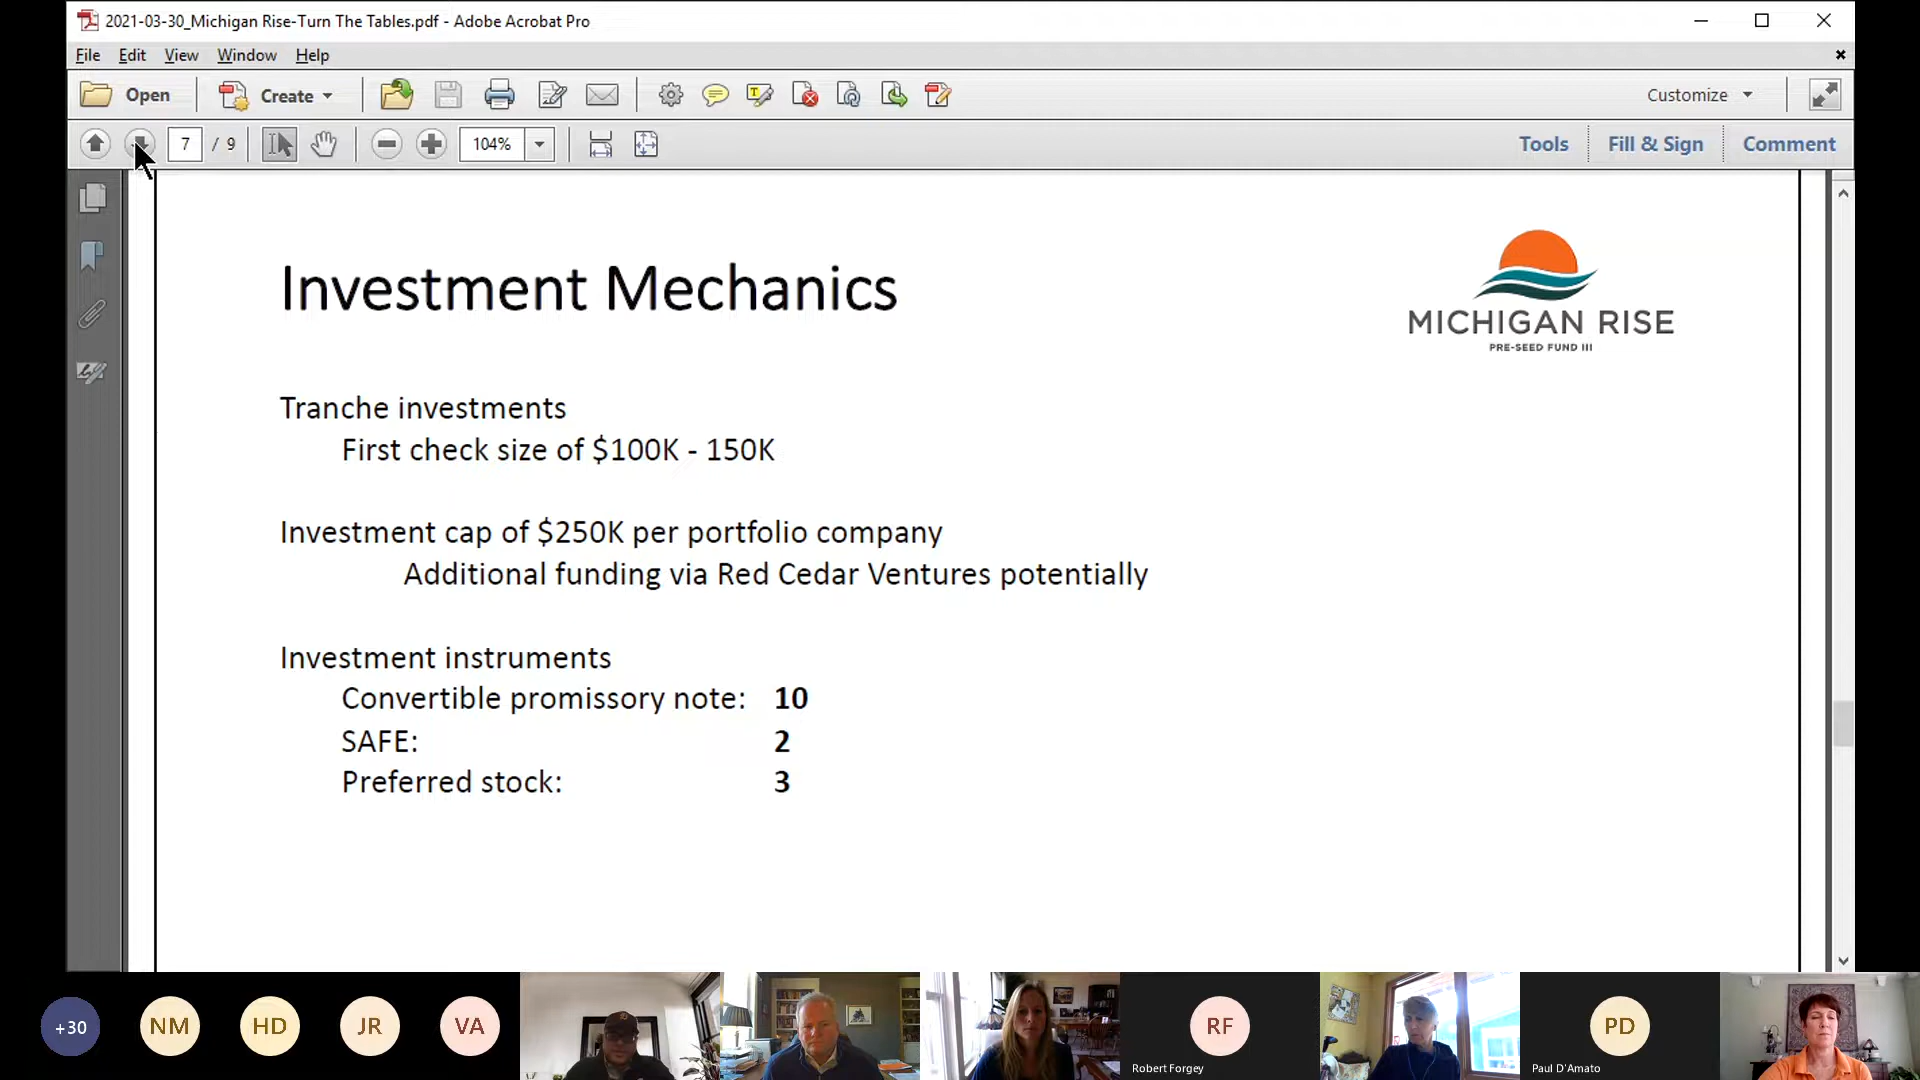 2021-03-30_Michigan Rise-Turn The Tables.pdf - Adobe Acrobat Pro
File Edit View Window Help
Open Create Customize
7 / 9 104% Tools Fill & Sign Comment
Investment Mechanics
MICHIGAN RISE
PRE-SEED FUND III
Tranche investments
First check size of $100K - 150K
Investment cap of $250K per portfolio company
Additional funding via Red Cedar Ventures potentially
Investment instruments
Convertible promissory note: 10
SAFE: 2
Preferred stock: 3
+30 NM HD JR VA RF PD
Robert Forgey Paul D'Amato